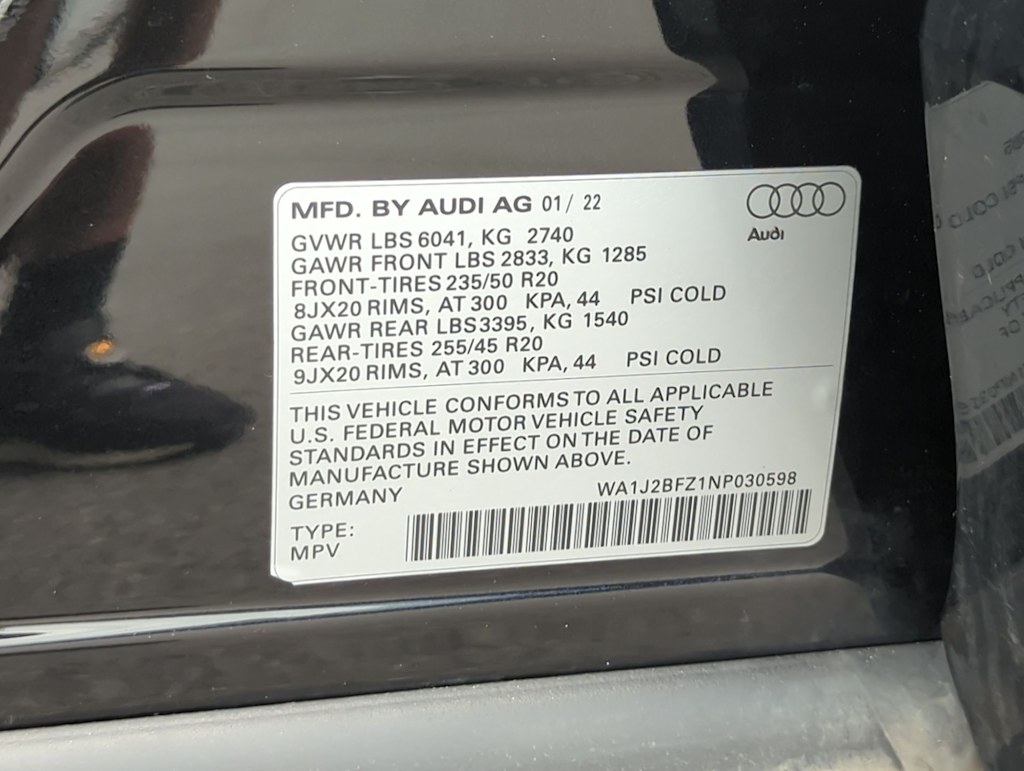 MFD. BY AUDI AG 01/ 22
Audi
GVWR LBS 6041, KG 2740
GAWR FRONT LBS 2833, KG 1285
FRONT-TIRES 235/50 R20
8JX20 RIMS, AT 300 KPA, 44 PSI COLD
GAWR REAR LBS3395, KG 1540
REAR-TIRES 255/45 R20
9JX20 RIMS, AT 300 KPA, 44 PSI COLD
THIS VEHICLE CONFORMS TO ALL APPLICABLE
U.S. FEDERAL MOTOR VEHICLE SAFETY
STANDARDS IN EFFECT ON THE DATE OF
MANUFACTURE SHOWN ABOVE.
GERMANY
WA1J2BFZ1NP030598
TYPE:
MPV